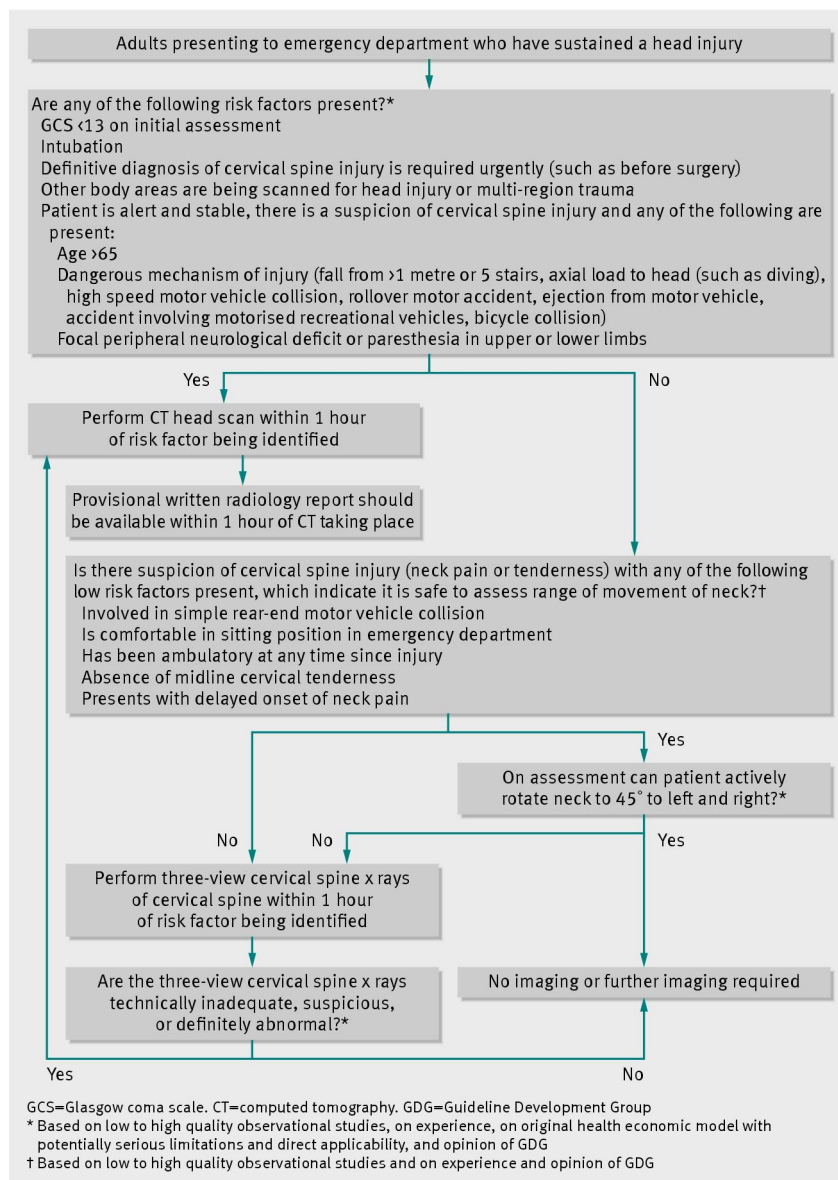 Adults presenting to emergency department who have sustained a head injury
Are any of the following risk factors present?*
GCS <13 on initial assessment
Intubation
Definitive diagnosis of cervical spine injury is required urgently (such as before surgery)
Other body areas are being scanned for head injury or multi-region trauma
Patient is alert and stable, there is a suspicion of cervical spine injury and any of the following are
present:
Age >65
Dangerous mechanism of injury (fall from >1 metre or 5 stairs, axial load to head (such as diving),
high speed motor vehicle collision, rollover motor accident, ejection from motor vehicle,
accident involving motorised recreational vehicles, bicycle collision)
Focal peripheral neurological deficit or paresthesia in upper or lower limbs
Yes
No
Perform CT head scan within 1 hour
of risk factor being identified
Provisional written radiology report should
be available within 1 hour of CT taking place
Is there suspicion of cervical spine injury (neck pain or tenderness) with any of the following
low risk factors present, which indicate it is safe to assess range of movement of neck?†
Involved in simple rear-end motor vehicle collision
Is comfortable in sitting position in emergency department
Has been ambulatory at any time since injury
Absence of midline cervical tenderness
Presents with delayed onset of neck pain
Yes
On assessment can patient actively
rotate neck to 45° to left and right?*
No
No
Yes
Perform three-view cervical spine x rays
of cervical spine within 1 hour
of risk factor being identified
Are the three-view cervical spine x rays
technically inadequate, suspicious,
or definitely abnormal?*
No imaging or further imaging required
Yes
No
GCS=Glasgow coma scale. CT=computed tomography. GDG=Guideline Development Group
* Based on low to high quality observational studies, on experience, on original health economic model with
potentially serious limitations and direct applicability, and opinion of GDG
† Based on low to high quality observational studies and on experience and opinion of GDG